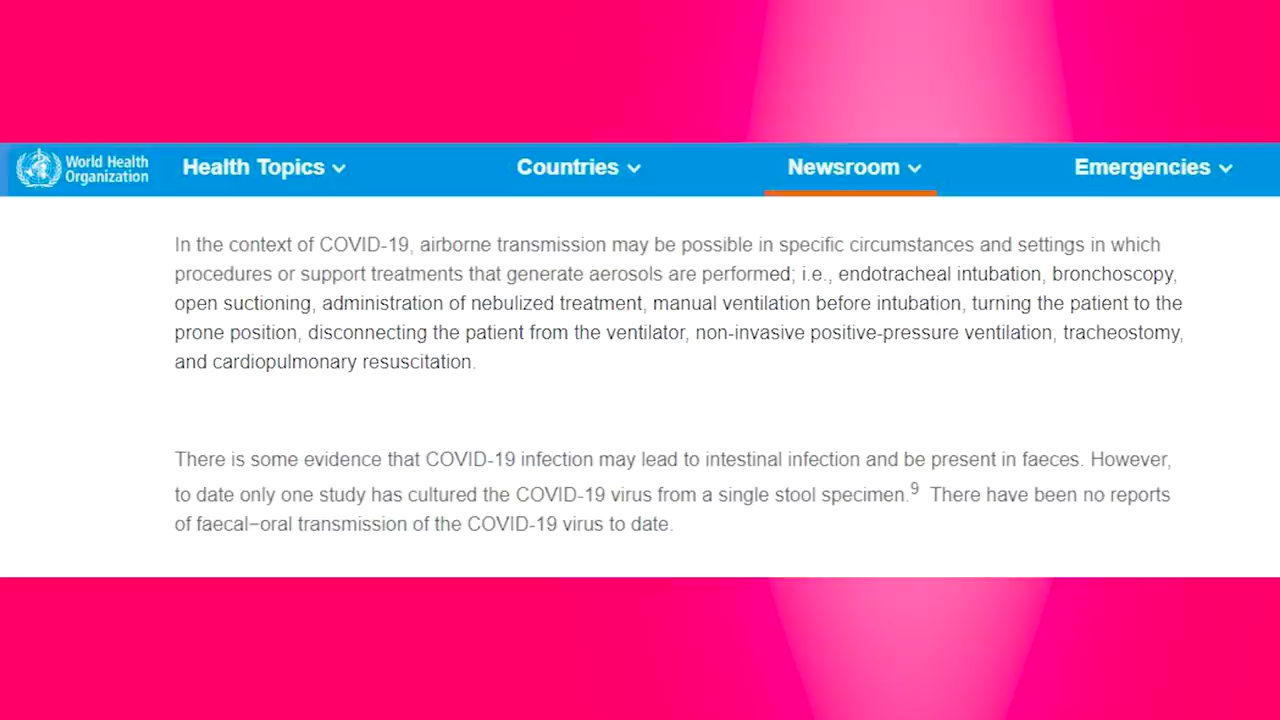 World Health
Organization
Health Topics
Countries
Newsroom
Emergencies
In the context of COVID-19, airborne transmission may be possible in specific circumstances and settings in which
procedures or support treatments that generate aerosols are performed; i.e., endotracheal intubation, bronchoscopy,
open suctioning, administration of nebulized treatment, manual ventilation before intubation, turning the patient to the
prone position, disconnecting the patient from the ventilator, non-invasive positive-pressure ventilation, tracheostomy,
and cardiopulmonary resuscitation.
There is some evidence that COVID-19 infection may lead to intestinal infection and be present in faeces. However,
to date only one study has cultured the COVID-19 virus from a single stool specimen.9 There have been no reports
of faecal−oral transmission of the COVID-19 virus to date.